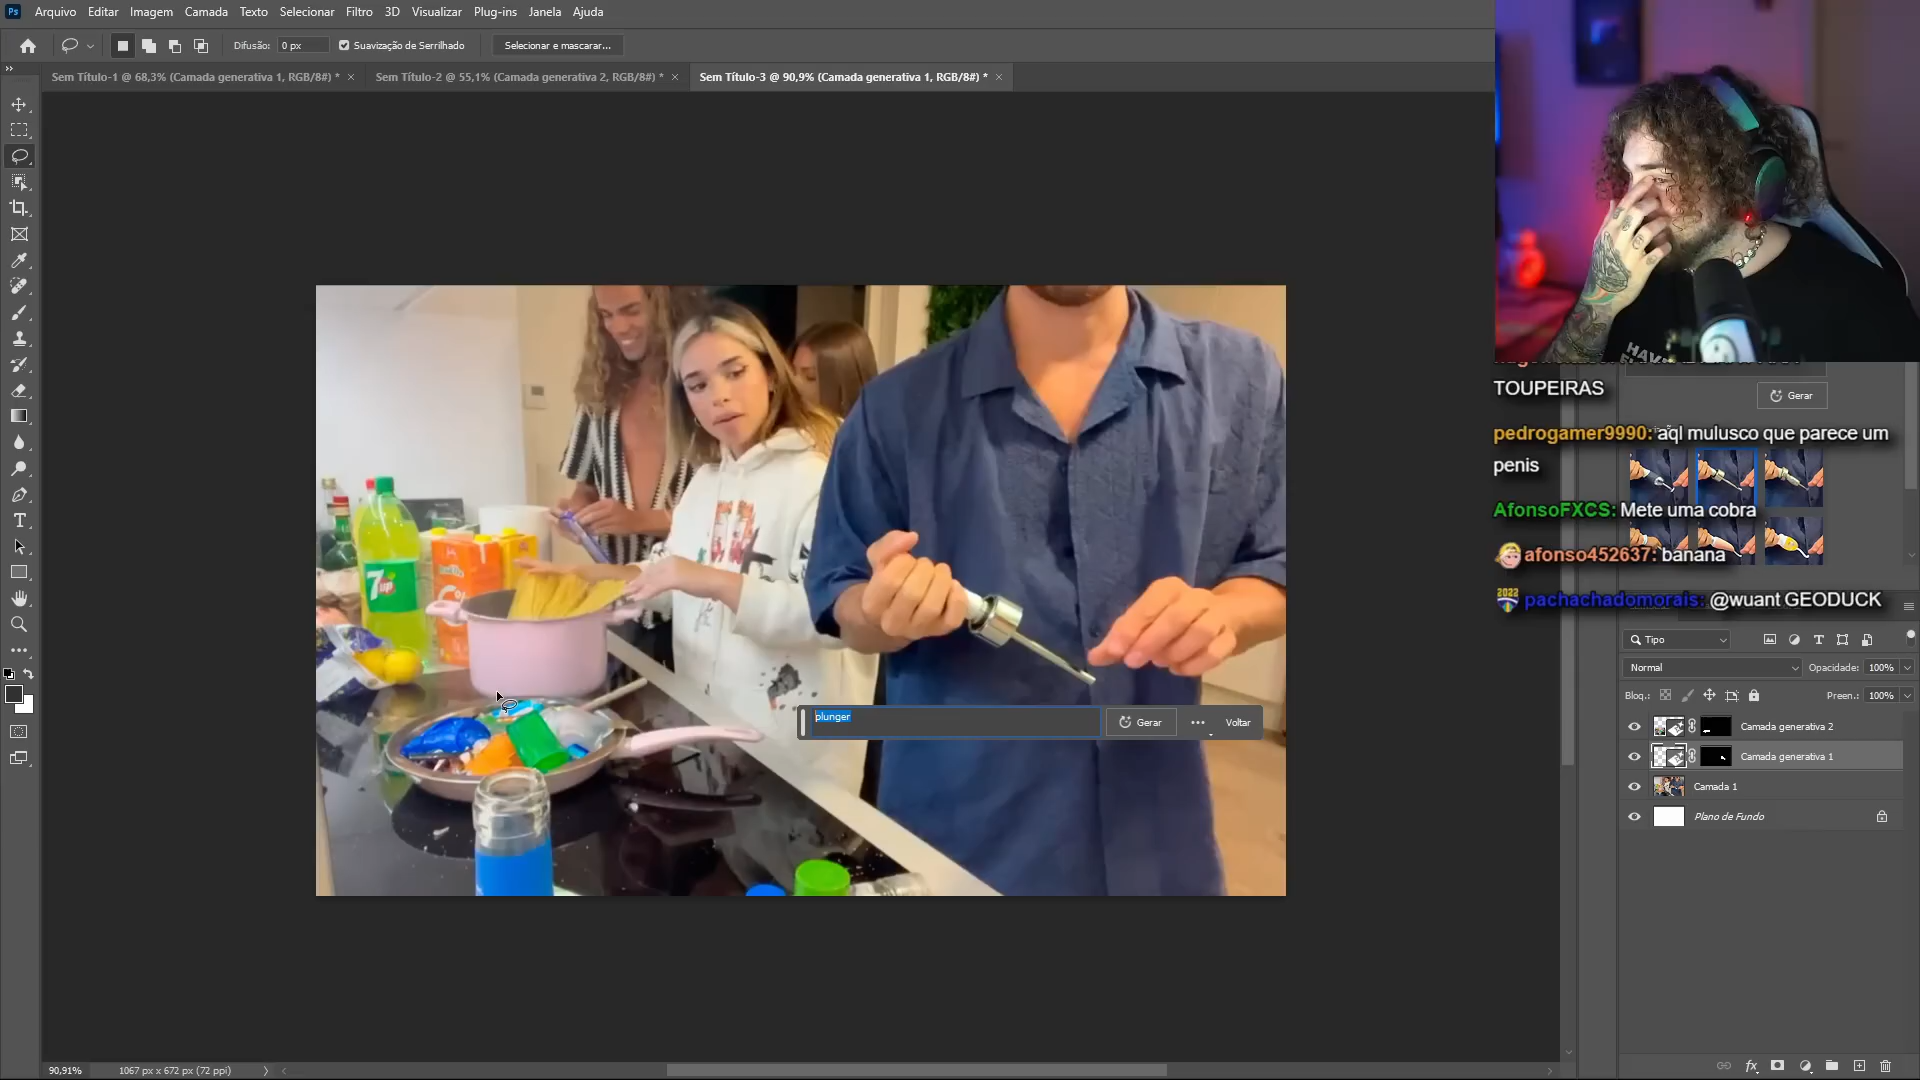 Ps Arquivo Editar Imagem Camada Texto Selecionar Filtro 3D Visualizar Plug-ins Janela Ajuda
Difusão: 0 px Suavização de Serrilhado Selecionar e mascarar...
Sem Título-1 @ 68,3% (Camada generativa 1, RGB/8#) * × Sem Título-2 @ 55,1% (Camada generativa 2, RGB/8#) * × Sem Título-3 @ 90,9% (Camada generativa 1, RGB/8#) * ×
HAVE
TOUPEIRAS
Gerar
pedrogamer9990: aql mulusco que parece um
penis
AfonsoFXCS: Mete uma cobra
afonso452637: banana
2022 pachachadomorais: @wuant GEODUCK
7up
plunger Gerar ••• Voltar
Tipo
Normal Opacidade: 100%
Bloq.: Preen.: 100%
Camada generativa 2
Camada generativa 1
Camada 1
Plano de Fundo
fx
90,91% 1067 px x 672 px (72 ppi)